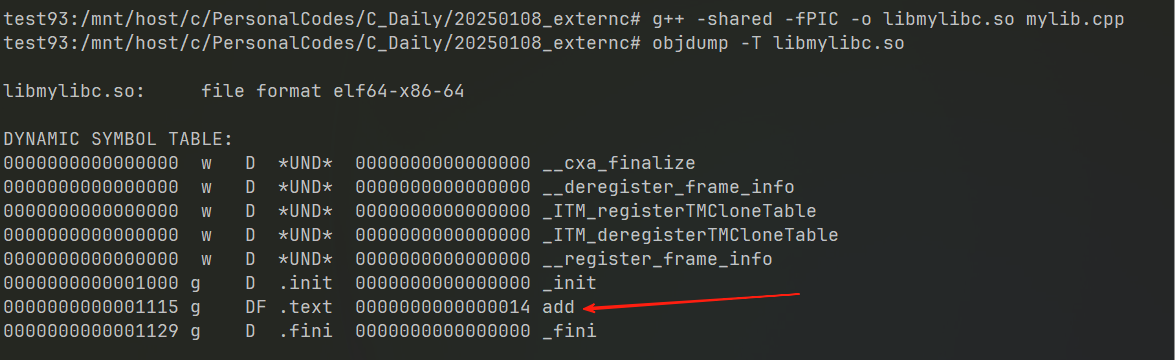 test93:/mnt/host/c/PersonalCodes/C_Daily/20250108_externc# g++ -shared -fPIC -o libmylibc.so mylib.cpp
test93:/mnt/host/c/PersonalCodes/C_Daily/20250108_externc# objdump -T libmylibc.so
libmylibc.so:     file format elf64-x86-64
DYNAMIC SYMBOL TABLE:
0000000000000000  w   D  *UND*  0000000000000000 __cxa_finalize
0000000000000000  w   D  *UND*  0000000000000000 __deregister_frame_info
0000000000000000  w   D  *UND*  0000000000000000 _ITM_registerTMCloneTable
0000000000000000  w   D  *UND*  0000000000000000 _ITM_deregisterTMCloneTable
0000000000000000  w   D  *UND*  0000000000000000 __register_frame_info
0000000000001000 g    D  .init  0000000000000000 _init
0000000000001115 g    DF .text  0000000000000014 add
0000000000001129 g    D  .fini  0000000000000000 _fini